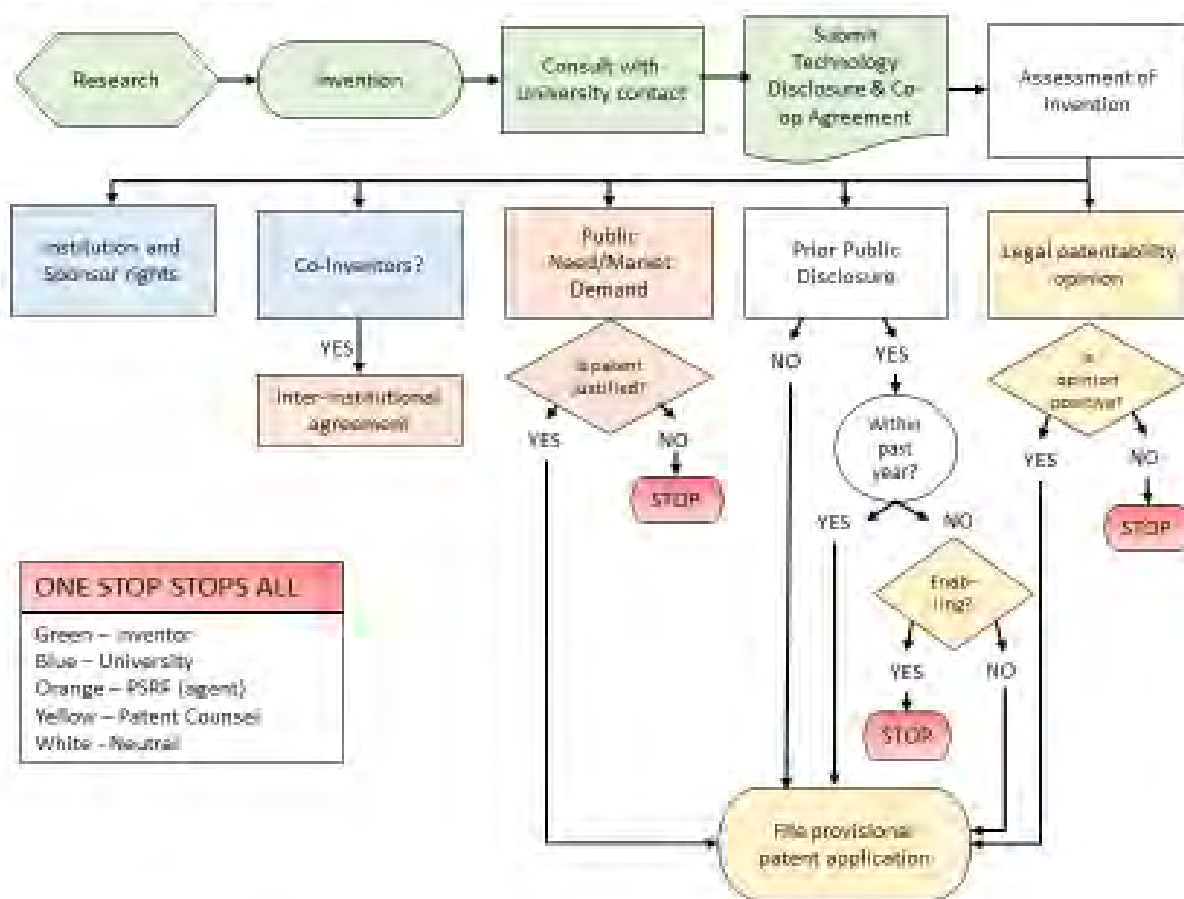 Research
Invention
Consult with
University contact
Submit
Technology
Disclosure & Co-
op Agreement
Assessment of
Invention
Institution and
Sponsor rights
Co-Inventors?
Public
Need/Market
Demand
Prior Public
Disclosure
Legal patentability
opinion
YES
Inter-institutional
agreement
Is patent
justified?
YES
NO
STOP
NO
YES
Within
past
year?
YES
NO
Enab-
ling?
YES
NO
STOP
Is
opinion
positive?
YES
NO
STOP
File provisional
patent application
ONE STOP STOPS ALL
Green – Inventor
Blue – University
Orange – PSRF (agent)
Yellow – Patent Counsel
White - Neutral